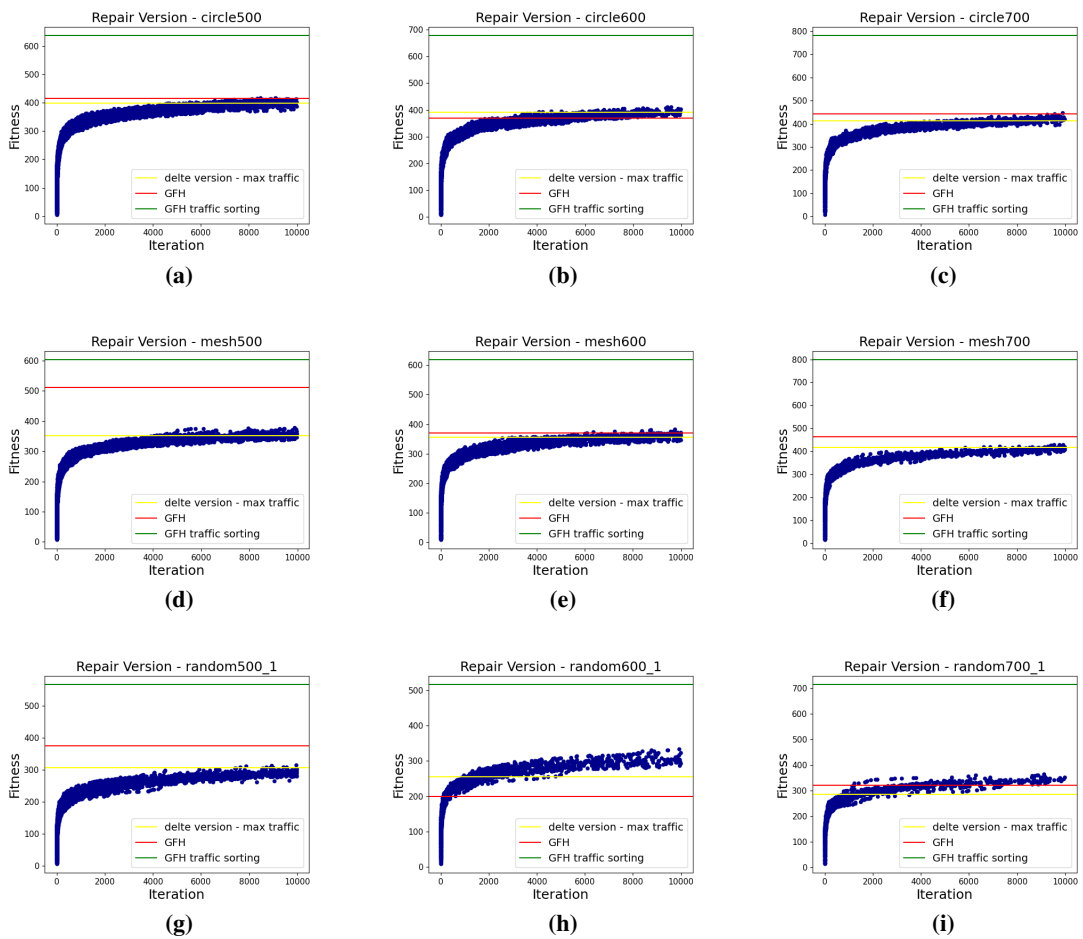 Repair Version - circle500
Fitness
600
500
400
300
200
100
0
delte version - max traffic
GFH
GFH traffic sorting
0 2000 4000 6000 8000 10000
Iteration
(a)
Repair Version - circle600
Fitness
700
600
500
400
300
200
100
0
delte version - max traffic
GFH
GFH traffic sorting
0 2000 4000 6000 8000 10000
Iteration
(b)
Repair Version - circle700
Fitness
800
700
600
500
400
300
200
100
0
delte version - max traffic
GFH
GFH traffic sorting
0 2000 4000 6000 8000 10000
Iteration
(c)
Repair Version - mesh500
Fitness
600
500
400
300
200
100
0
delte version - max traffic
GFH
GFH traffic sorting
0 2000 4000 6000 8000 10000
Iteration
(d)
Repair Version - mesh600
Fitness
600
500
400
300
200
100
0
delte version - max traffic
GFH
GFH traffic sorting
0 2000 4000 6000 8000 10000
Iteration
(e)
Repair Version - mesh700
Fitness
800
700
600
500
400
300
200
100
0
delte version - max traffic
GFH
GFH traffic sorting
0 2000 4000 6000 8000 10000
Iteration
(f)
Repair Version - random500_1
Fitness
500
400
300
200
100
0
delte version - max traffic
GFH
GFH traffic sorting
0 2000 4000 6000 8000 10000
Iteration
(g)
Repair Version - random600_1
Fitness
500
400
300
200
100
0
delte version - max traffic
GFH
GFH traffic sorting
0 2000 4000 6000 8000 10000
Iteration
(h)
Repair Version - random700_1
Fitness
700
600
500
400
300
200
100
0
delte version - max traffic
GFH
GFH traffic sorting
0 2000 4000 6000 8000 10000
Iteration
(i)